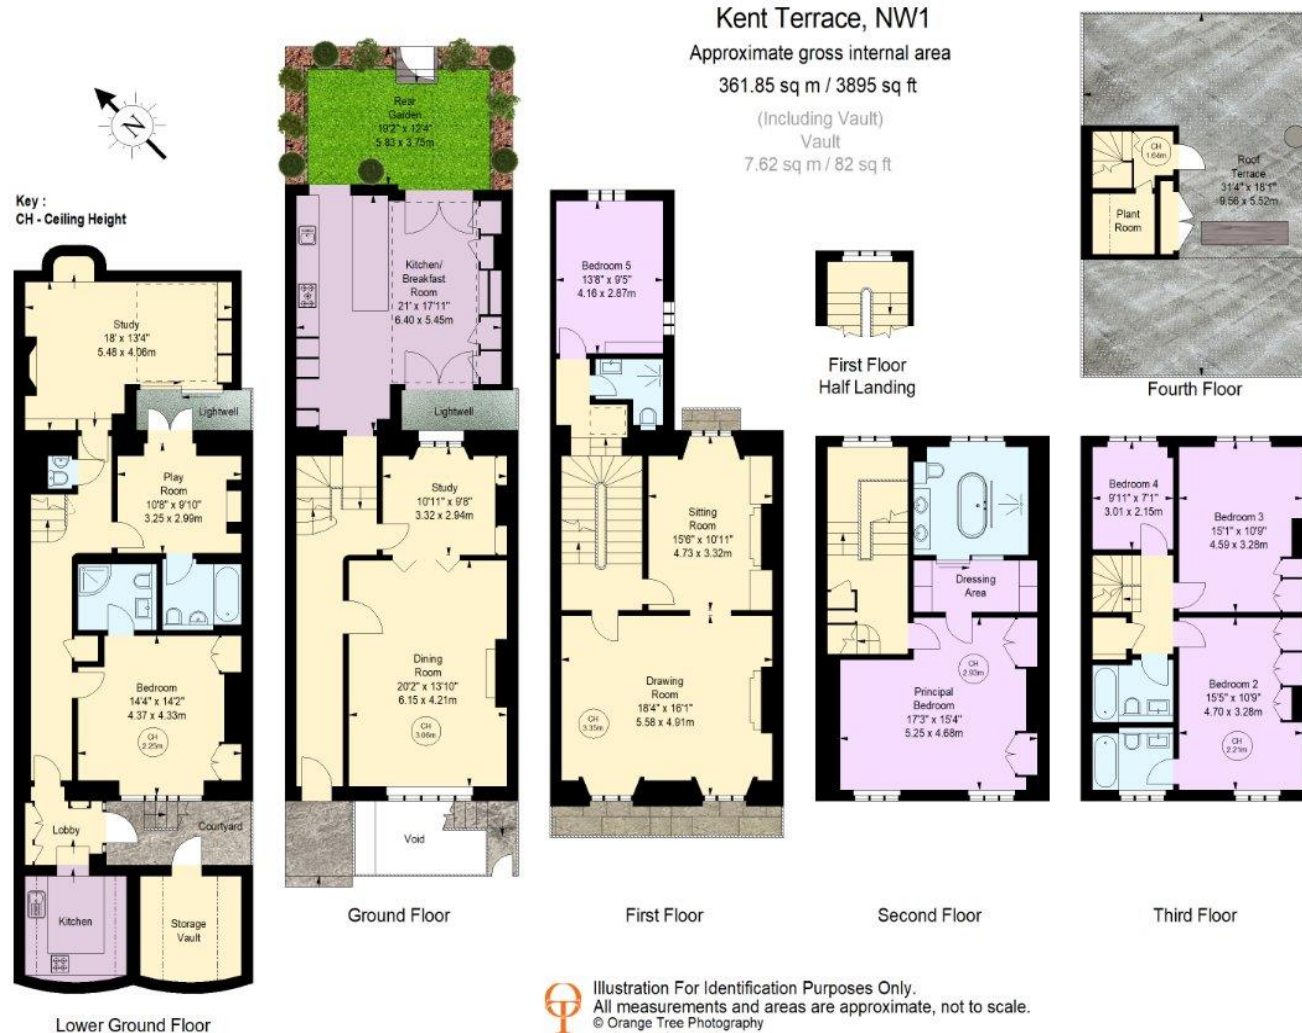 Kent Terrace, NW1
Approximate gross internal area
361.85 sq m / 3895 sq ft
(Including Vault)
Vault
7.62 sq m / 82 sq ft
N
Key :
CH - Ceiling Height
Study
18' x 13'4"
5.48 x 4.06m
Lightwell
Play
Room
10'8" x 9'10"
3.25 x 2.99m
Bedroom
14'4" x 14'2"
4.37 x 4.33m
CH
2.25m
Lobby
Courtyard
Kitchen
Storage
Vault
Lower Ground Floor
Rear
Garden
19'2" x 12'4"
5.83 x 3.75m
Kitchen/
Breakfast
Room
21' x 17'11"
6.40 x 5.45m
Lightwell
Study
10'11" x 9'8"
3.32 x 2.94m
Dining
Room
20'2" x 13'10"
6.15 x 4.21m
CH
3.06m
Void
Ground Floor
Bedroom 5
13'8" x 9'5"
4.16 x 2.87m
Sitting
Room
15'6" x 10'11"
4.73 x 3.32m
Drawing
Room
18'4" x 16'1"
5.58 x 4.91m
CH
3.35m
First Floor
First Floor
Half Landing
Dressing
Area
CH
2.93m
Principal
Bedroom
17'3" x 15'4"
5.25 x 4.68m
Second Floor
CH
1.64m
Roof
Terrace
31'4" x 18'1"
9.56 x 5.52m
Plant
Room
Fourth Floor
Bedroom 4
9'11" x 7'1"
3.01 x 2.15m
Bedroom 3
15'1" x 10'9"
4.59 x 3.28m
Bedroom 2
15'5" x 10'9"
4.70 x 3.28m
CH
2.21m
Third Floor
Illustration For Identification Purposes Only.
All measurements and areas are approximate, not to scale.
© Orange Tree Photography